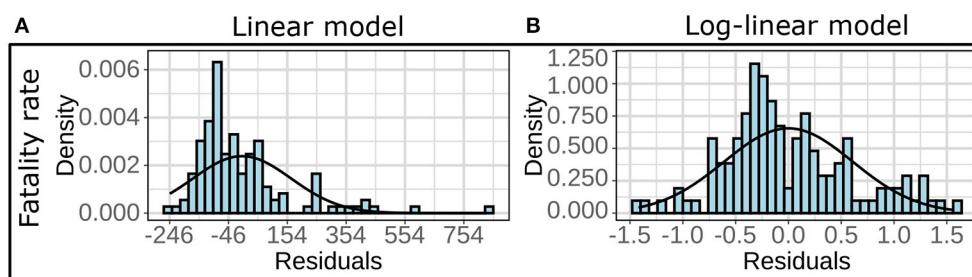 A
Linear model
B
Log-linear model
Fatality rate
Density
0.006
0.004
0.002
0.000
-246 -46 154 354 554 754
Residuals
Density
1.250
1.000
0.750
0.500
0.250
0.000
-1.5 -1.0 -0.5 0.0 0.5 1.0 1.5
Residuals